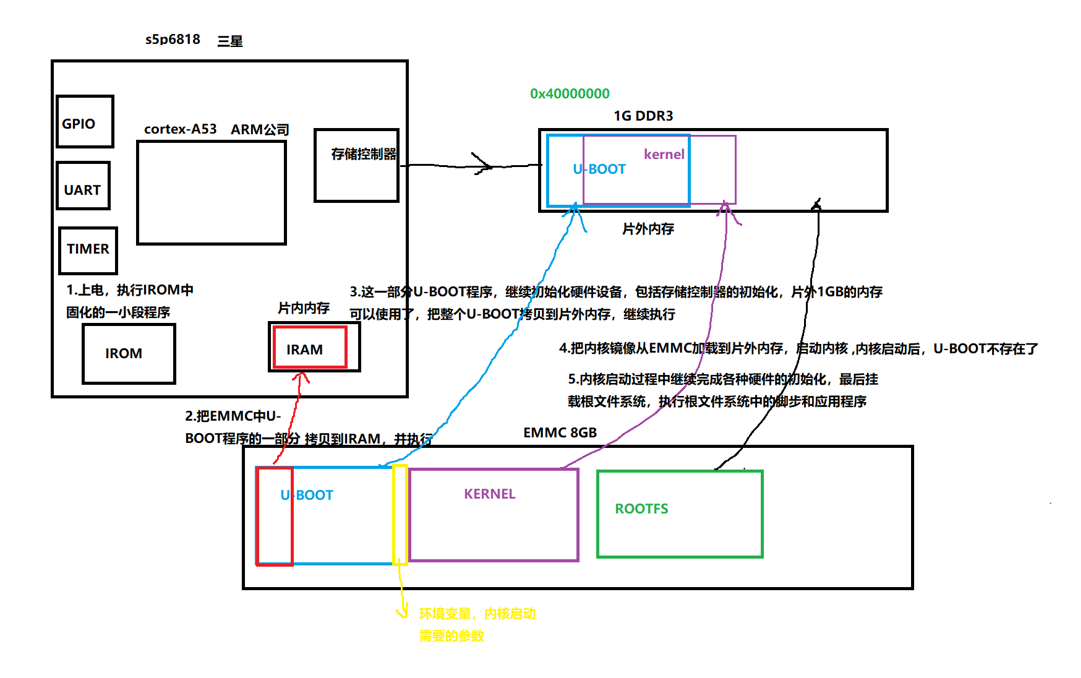 s5p6818 三星
0x40000000
1G DDR3
GPIO
cortex-A53 ARM公司
存储控制器
kernel
U-BOOT
UART
片外内存
TIMER
1.上电，执行IROM中
固化的一小段程序
片内内存
3.这一部分U-BOOT程序，继续初始化硬件设备，包括存储控制器的初始化，片外1GB的内存
可以使用了，把整个U-BOOT拷贝到片外内存，继续执行
IROM
IRAM
4.把内核镜像从EMMC加载到片外内存，启动内核,内核启动后，U-BOOT不存在了
5.内核启动过程中继续完成各种硬件的初始化，最后挂
载根文件系统，执行根文件系统中的脚步和应用程序
2.把EMMC中U-
BOOT程序的一部分 拷贝到IRAM，并执行
EMMC 8GB
U-BOOT
KERNEL
ROOTFS
环境变量，内核启动
需要的参数